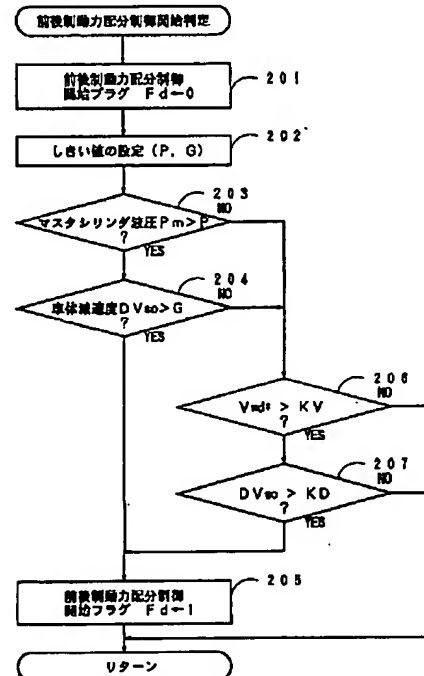 前後制動力配分制御開始判定
前後制動力配分制御
開始フラグ Fd←0
201
しきい値の設定(P, G)
202
マスタシリンダ液圧Pm>P
?
203
NO
YES
車体減速度DVso>G
?
204
NO
YES
> KV
?
206
NO
YES
DVso > KD
?
207
NO
YES
前後制動力配分制御
開始フラグ Fd←1
205
リターン